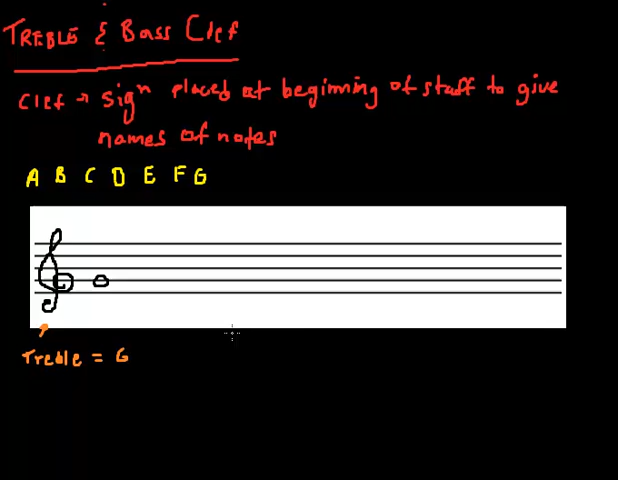 TREBLE & Bass Clef
Clef → sign placed at beginning of staff to give
names of notes
A B C D E F G
Treble = G